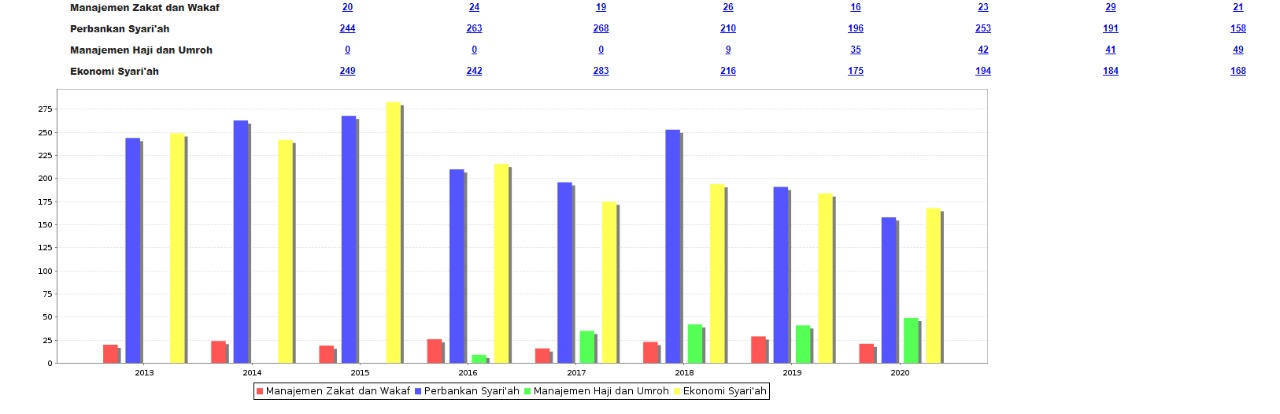 Manajemen Zakat dan Wakaf 20 24 19 26 16 23 29 21
Perbankan Syari'ah 244 263 268 210 196 253 191 158
Manajemen Haji dan Umroh 0 0 0 9 35 42 41 49
Ekonomi Syari'ah 249 242 283 216 175 194 184 168
275
250
225
200
175
150
125
100
75
50
25
0
2013 2014 2015 2016 2017 2018 2019 2020
Manajemen Zakat dan Wakaf Perbankan Syari'ah Manajemen Haji dan Umroh Ekonomi Syari'ah